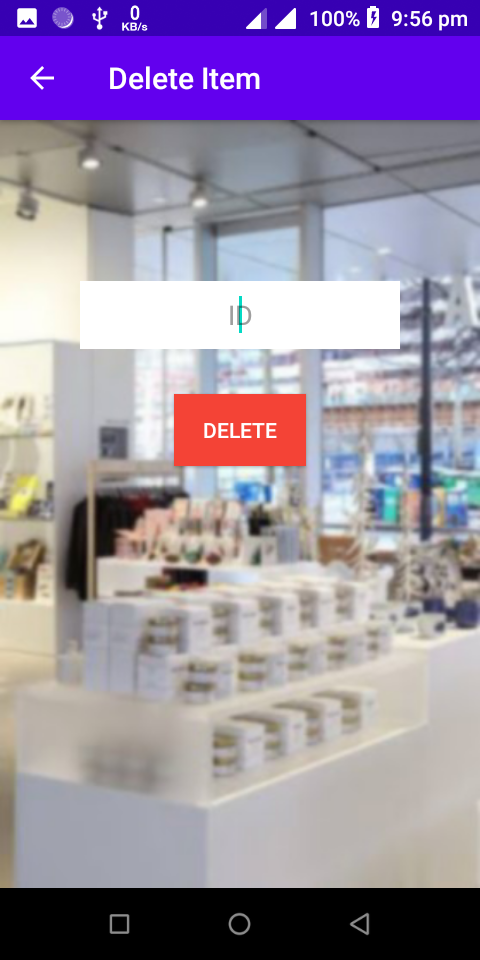 0
KB/s
100%
9:56 pm
Delete Item
ID
DELETE